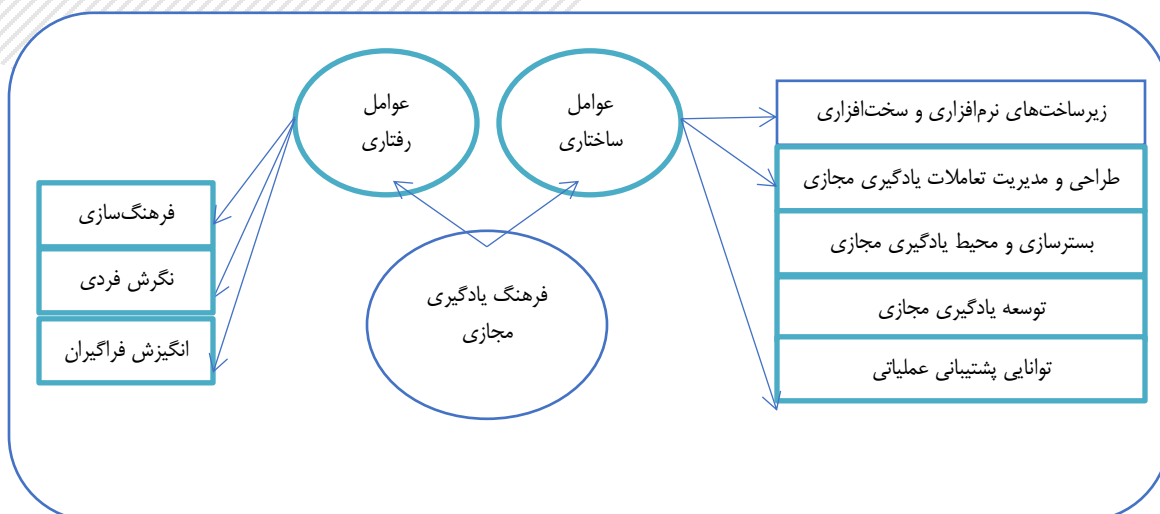 عوامل
ساختاری
عوامل
رفتاری
زیرساخت‌های نرم‌افزاری و سخت‌افزاری
طراحی و مدیریت تعاملات یادگیری مجازی
بسترسازی و محیط یادگیری مجازی
توسعه یادگیری مجازی
توانایی پشتیبانی عملیاتی
فرهنگ‌سازی
نگرش فردی
انگیزش فراگیران
فرهنگ یادگیری
مجازی